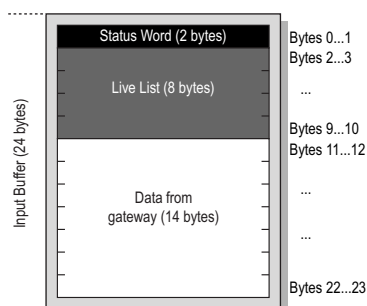 Status Word (2 bytes)
Bytes 0...1
Bytes 2...3
Live List (8 bytes)
...
Bytes 9...10
Bytes 11...12
Input Buffer (24 bytes)
Data from
gateway (14 bytes)
...
...
Bytes 22...23